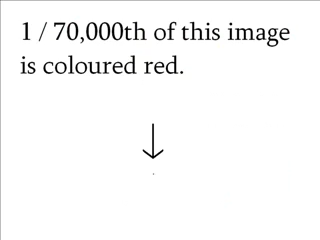 1 / 70,000th of this image
is coloured red.